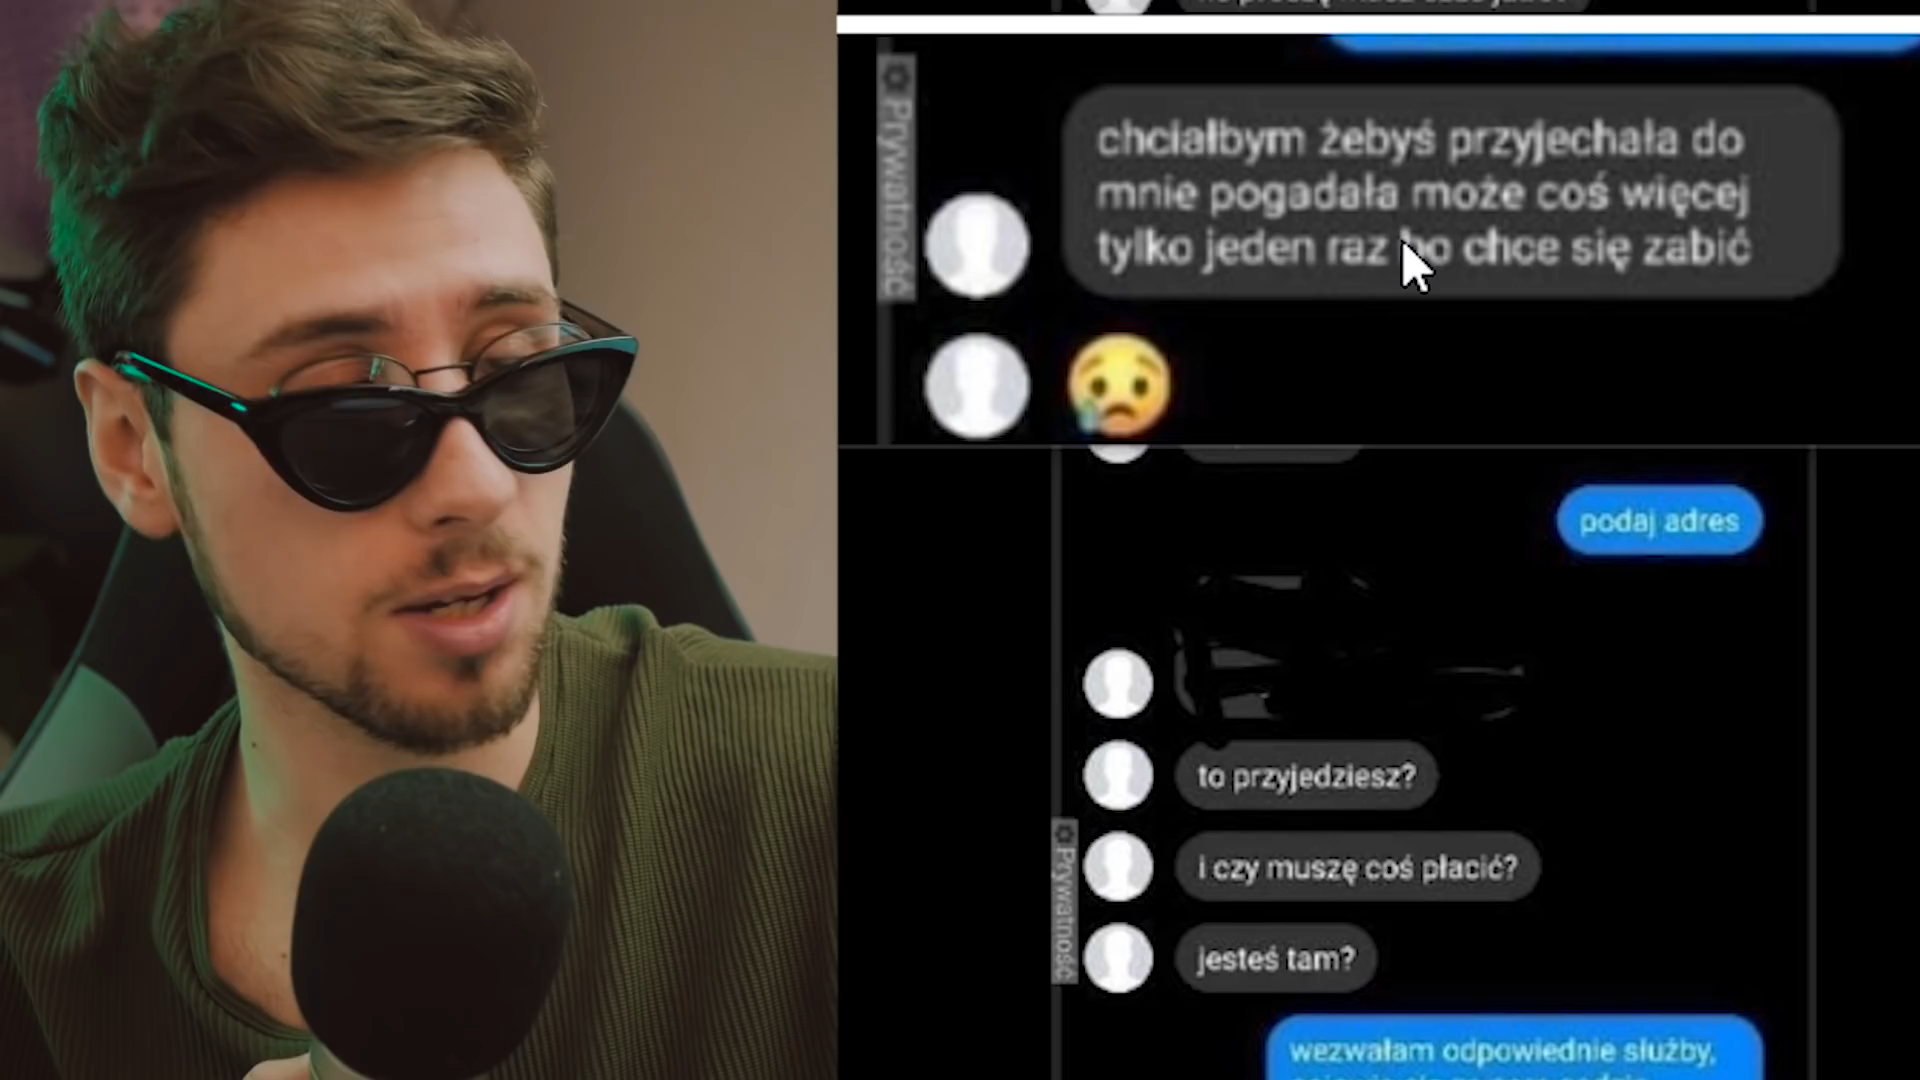 Prywatność
chciałbym żebyś przyjechała do
mnie pogadała może coś więcej
tylko jeden raz bo chce się zabić
podaj adres
to przyjedziesz?
i czy muszę coś płacić?
Prywatność
jesteś tam?
wezwałam odpowiednie służby,